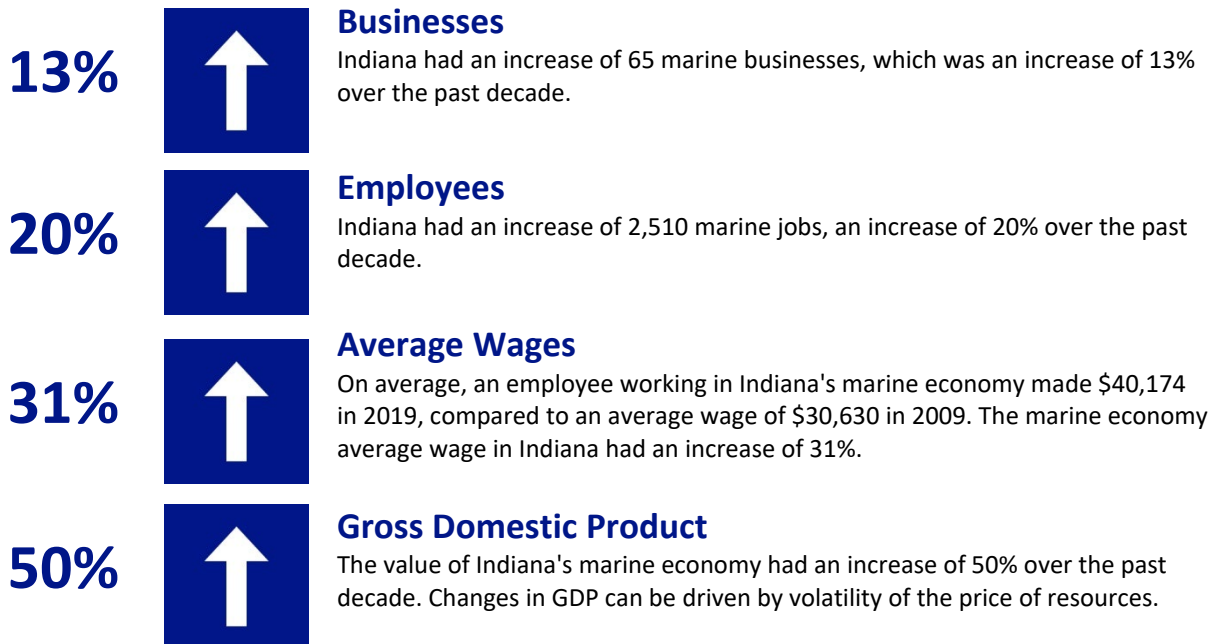 13%
Businesses
Indiana had an increase of 65 marine businesses, which was an increase of 13%
over the past decade.
20%
Employees
Indiana had an increase of 2,510 marine jobs, an increase of 20% over the past
decade.
31%
Average Wages
On average, an employee working in Indiana's marine economy made $40,174
in 2019, compared to an average wage of $30,630 in 2009. The marine economy
average wage in Indiana had an increase of 31%.
50%
Gross Domestic Product
The value of Indiana's marine economy had an increase of 50% over the past
decade. Changes in GDP can be driven by volatility of the price of resources.